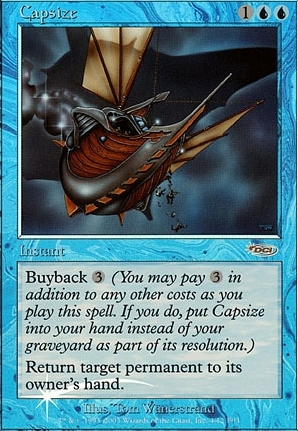 Capsize 1
Instant
DCI
Buyback 3 (You may pay 3 in
addition to any other costs as you
play this spell. If you do, put Capsize
into your hand instead of your
graveyard as part of its resolution.)
Return target permanent to its
owner's hand.
Illus. Tom Wänerstrand